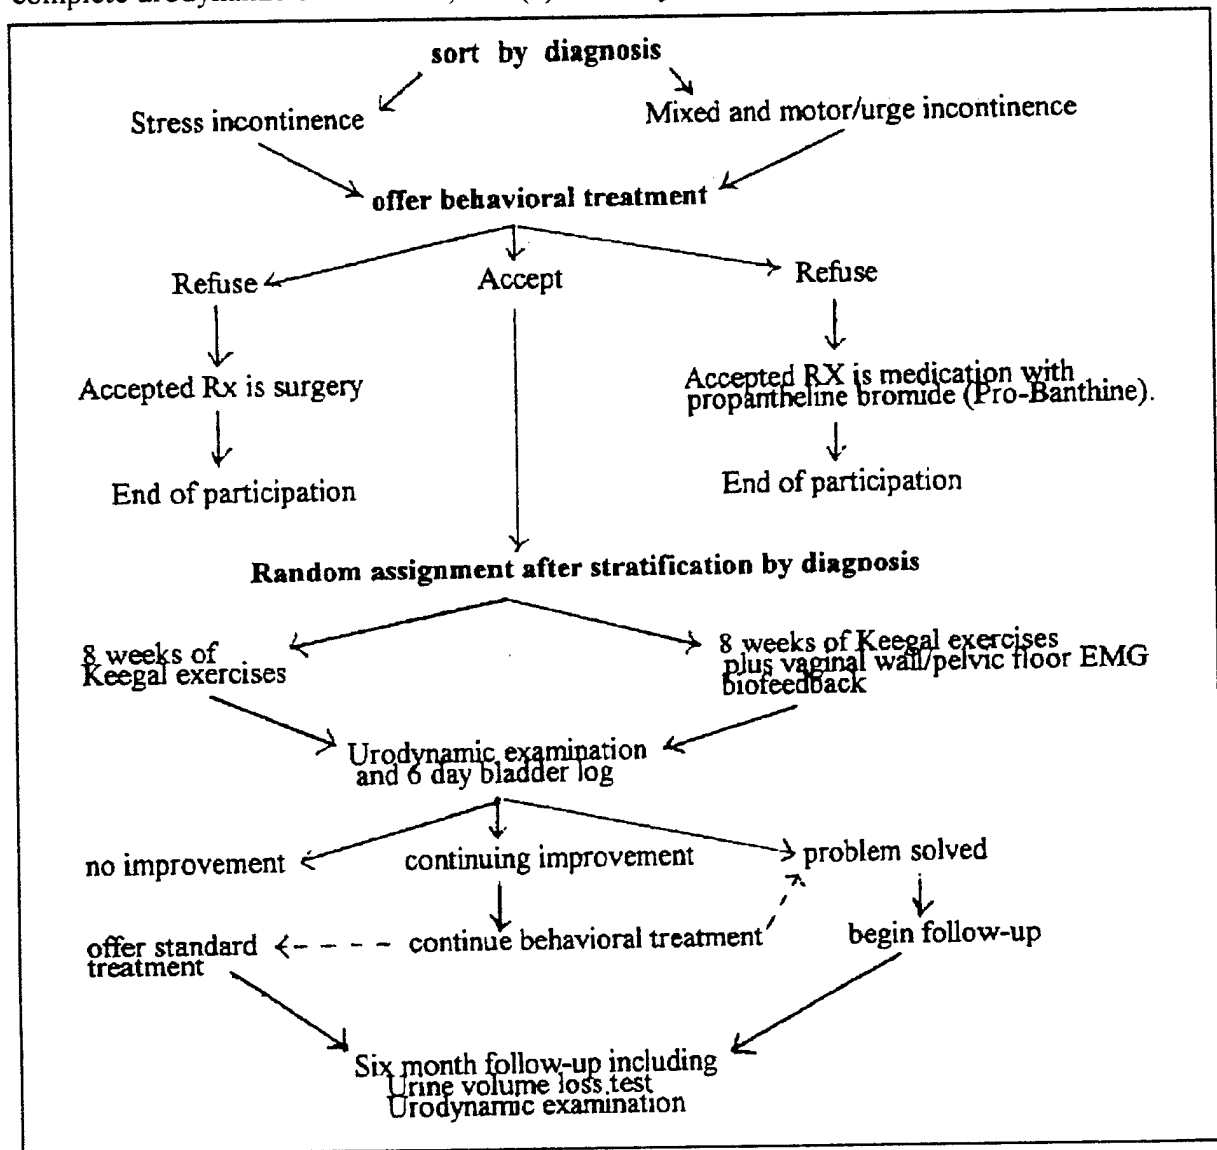 sort by diagnosis
Stress incontinence
Mixed and motor/urge incontinence
offer behavioral treatment
Refuse
Accept
Refuse
Accepted Rx is surgery
Accepted RX is medication with
propantheline bromide (Pro-Banthine).
End of participation
End of participation
Random assignment after stratification by diagnosis
8 weeks of
Keegal exercises
8 weeks of Keegal exercises
plus vaginal wall/pelvic floor EMG
biofeedback
Urodynamic examination
and 6 day bladder log
no improvement
continuing improvement
problem solved
offer standard
treatment
continue behavioral treatment
begin follow-up
Six month follow-up including
Urine volume loss test
Urodynamic examination